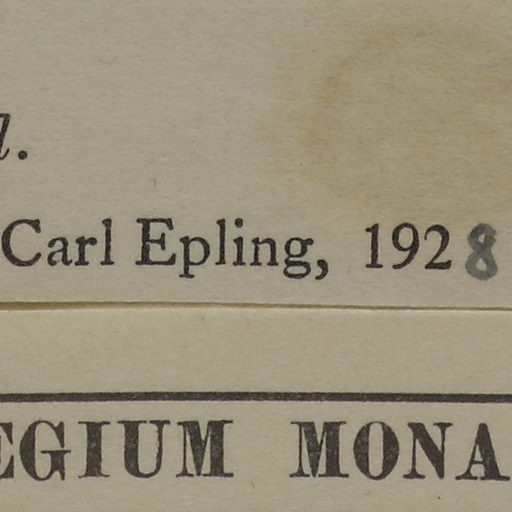 l.
Carl Epling, 1928
EGIUM MONA